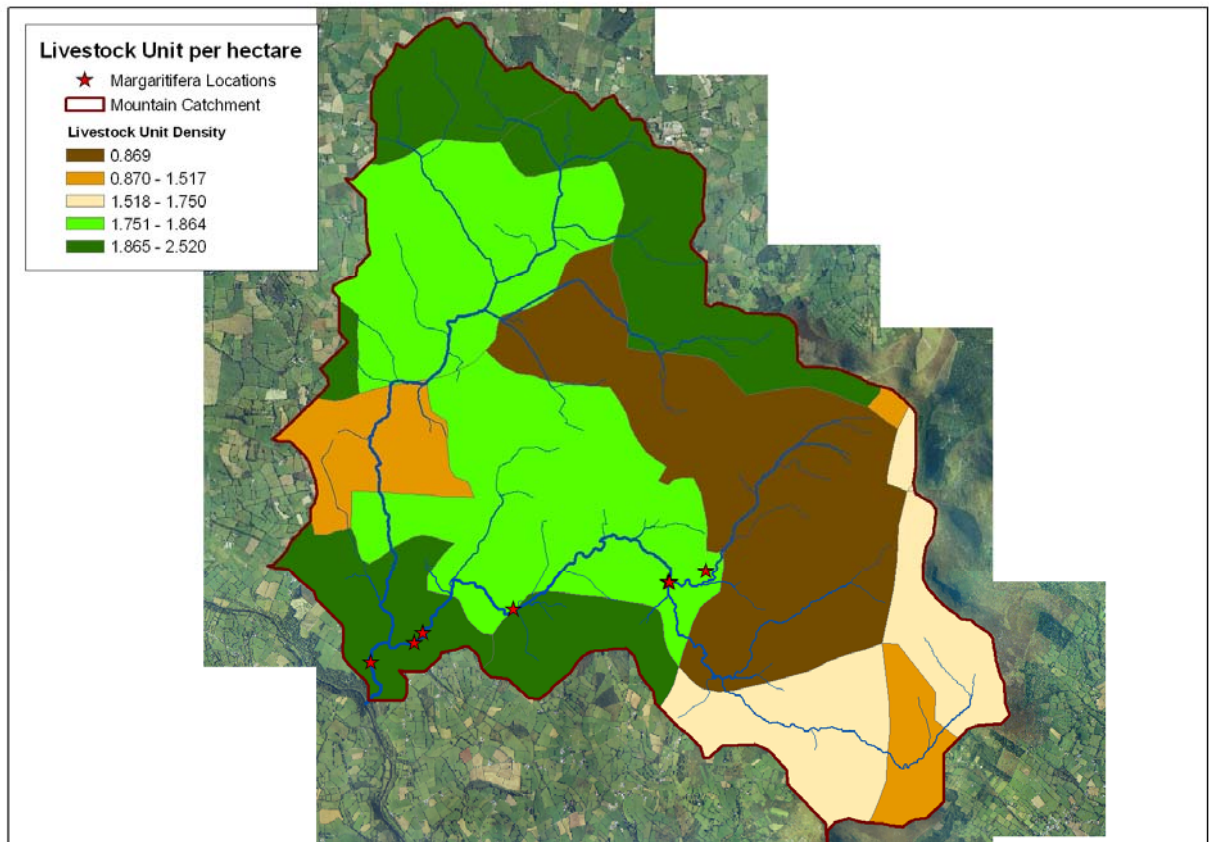 Livestock Unit per hectare
Margaritifera Locations
Mountain Catchment
Livestock Unit Density
0.869
0.870 - 1.517
1.518 - 1.750
1.751 - 1.864
1.865 - 2.520